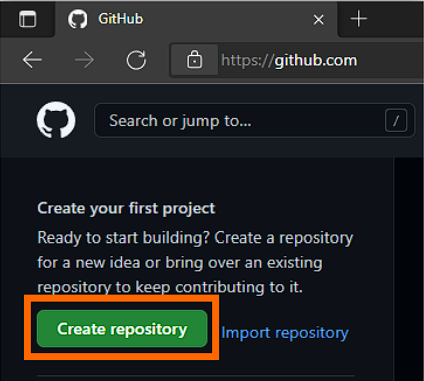 GitHub
https://github.com
Search or jump to... /
Create your first project
Ready to start building? Create a repository
for a new idea or bring over an existing
repository to keep contributing to it.
Create repository Import repository